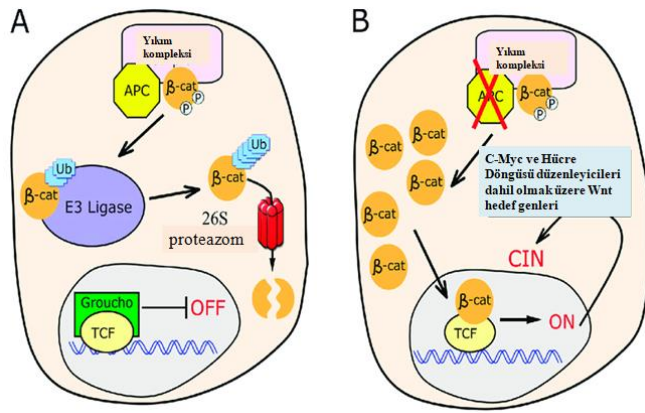 A
Yıkım
kompleksi
APC
β-cat
P
P
Ub
β-cat
E3 Ligase
Ub
β-cat
26S
proteazom
Groucho
TCF
OFF
B
Yıkım
kompleksi
APC
β-cat
P
P
β-cat
β-cat
β-cat
β-cat
β-cat
C-Myc ve Hücre
Döngüsü düzenleyicileri
dahil olmak üzere Wnt
hedef genleri
CIN
β-cat
TCF
ON